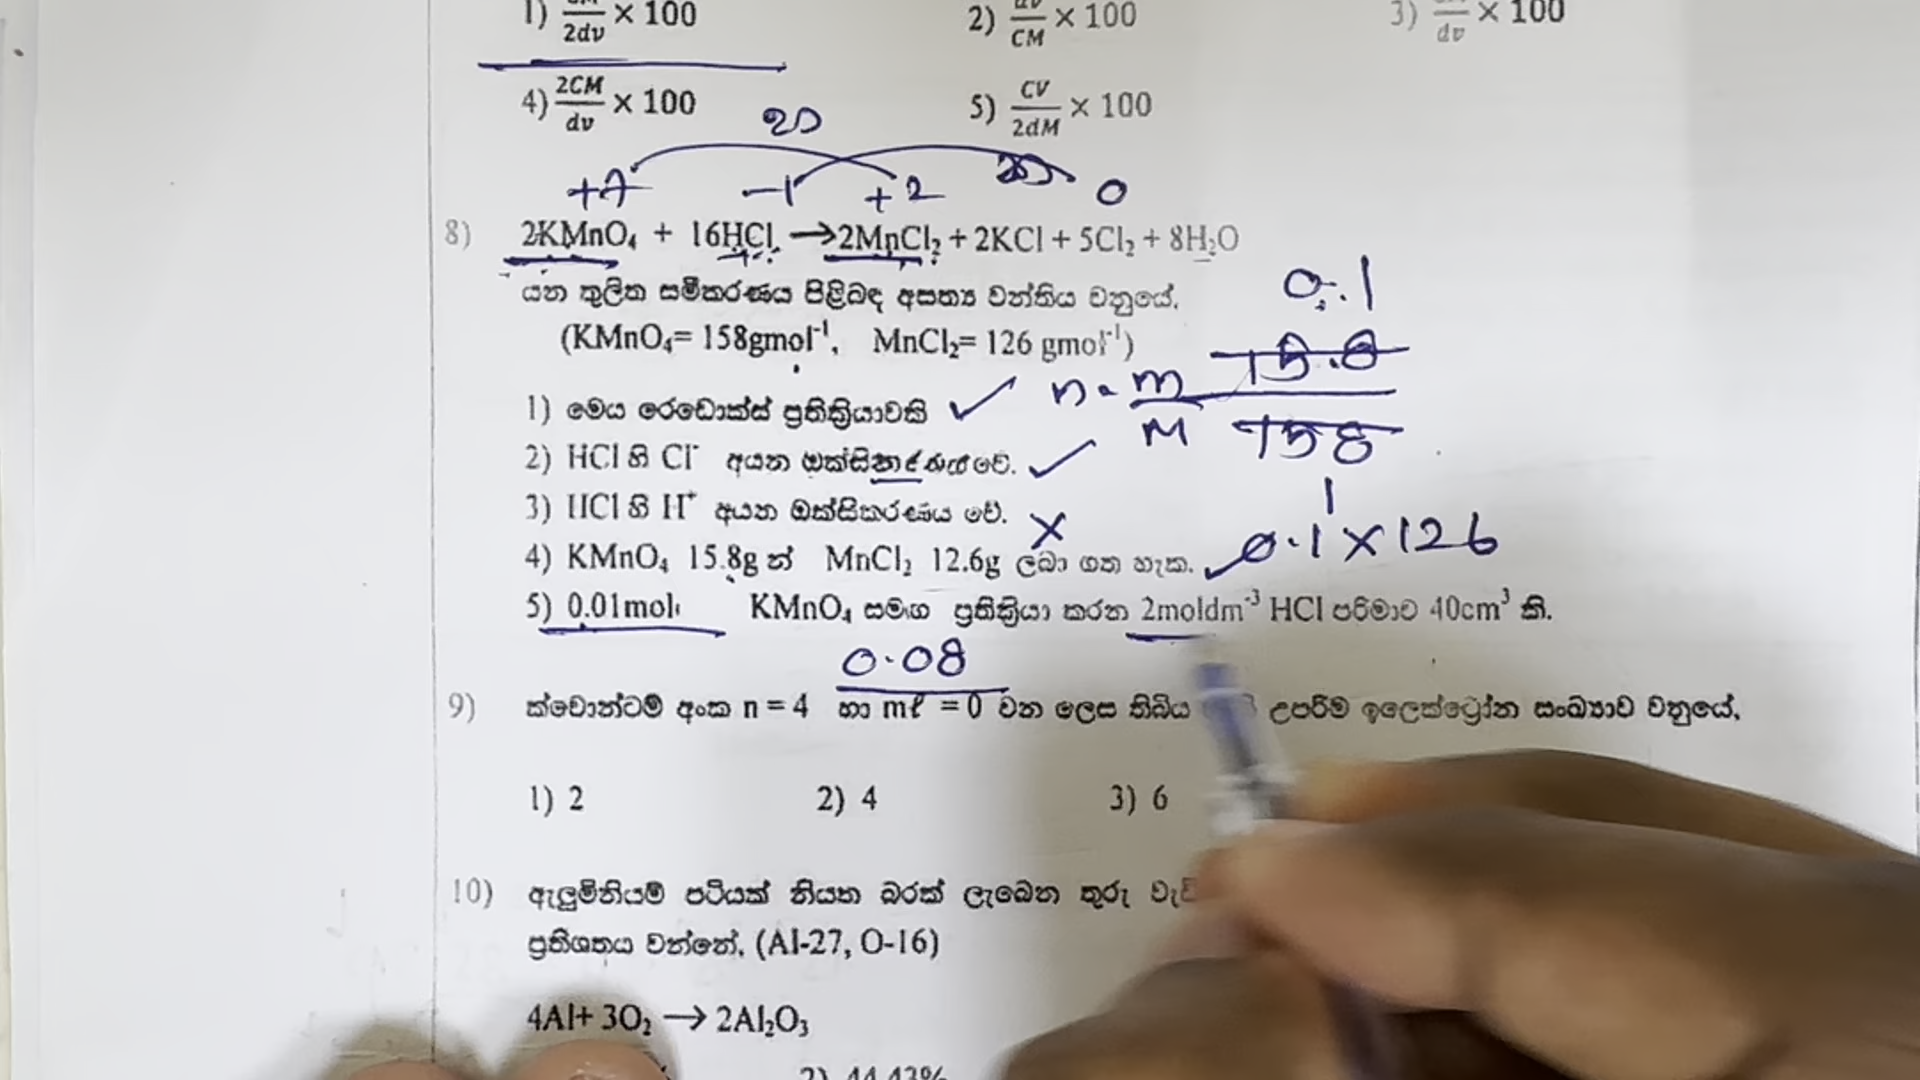 1) CM/2dv × 100 2) dv/CM × 100 3) × 100
4) 2CM/dv × 100 5) CV/2dM × 100
+7 -1 +2 0
8) 2KMnO₄ + 16HCl → 2MnCl₂ + 2KCl + 5Cl₂ + 8H₂O
යන තුලිත සමීකරණය පිළිබඳ අසත්‍ය වන්නිය වනුයේ.
(KMnO₄= 158gmol⁻¹, MnCl₂= 126 gmol⁻¹)
0.1
15.8
n = m/M
158
1) මෙය රෙඩොක්ස් ප්‍රතික්‍රියාවකි
2) HCl හි Cl⁻ අයන ඔක්සිකරණය වේ.
3) HCl හි H⁺ අයන ඔක්සිකරණය වේ.
1
0.1 × 126
4) KMnO₄ 15.8g න් MnCl₂ 12.6g ලබා ගත හැක.
5) 0.01mol KMnO₄ සමග ප්‍රතික්‍රියා කරන 2moldm⁻³ HCl පරිමාව 40cm³ කි.
0.08
9) ක්වොන්ටම් අංක n = 4 හා mℓ = 0 වන ලෙස තිබිය උපරිම ඉලෙක්ට්‍රෝන සංඛ්‍යාව වනුයේ,
1) 2 2) 4 3) 6
10) ඇලුමිනියම් පටියක් නියත බරක් ලැබෙන තුරු
ප්‍රතිශතය වන්නේ. (Al-27, O-16)
4Al+ 3O₂ → 2Al₂O₃
2) 44.43%